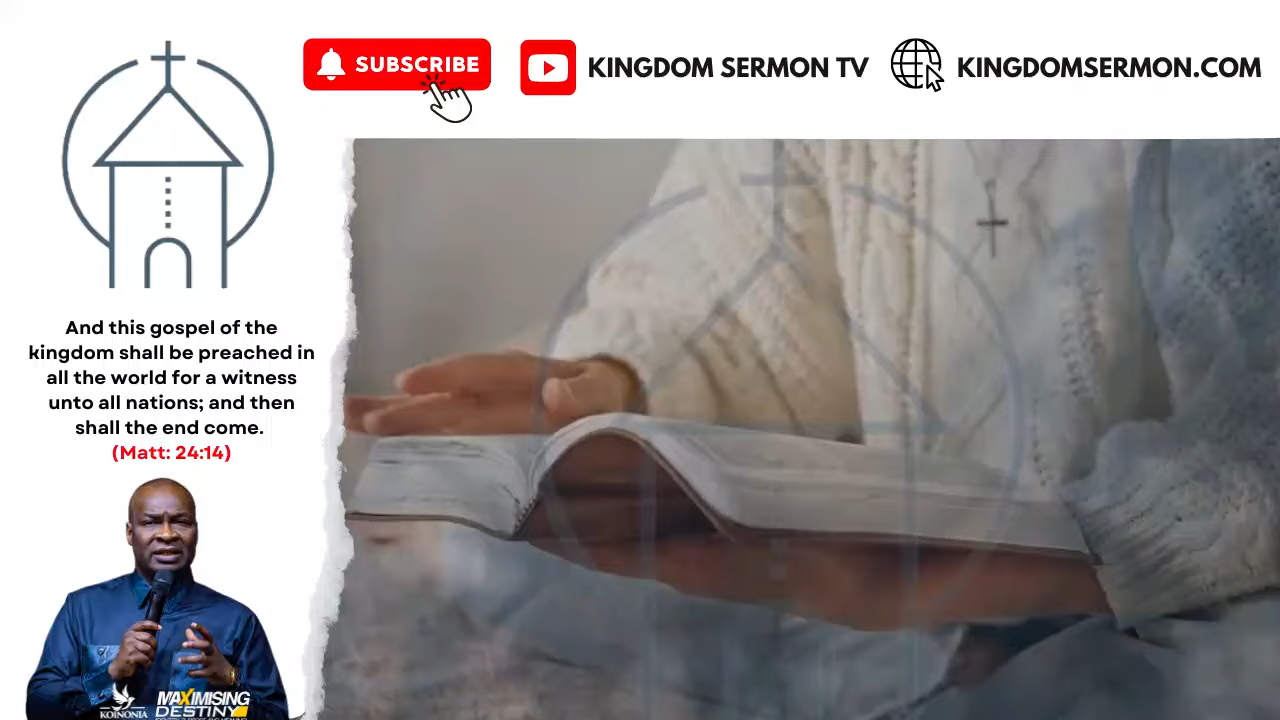 SUBSCRIBE
KINGDOM SERMON TV
KINGDOMSERMON.COM
And this gospel of the
kingdom shall be preached in
all the world for a witness
unto all nations; and then
shall the end come.
(Matt: 24:14)
KOINONIA
MAXIMISING
DESTINY